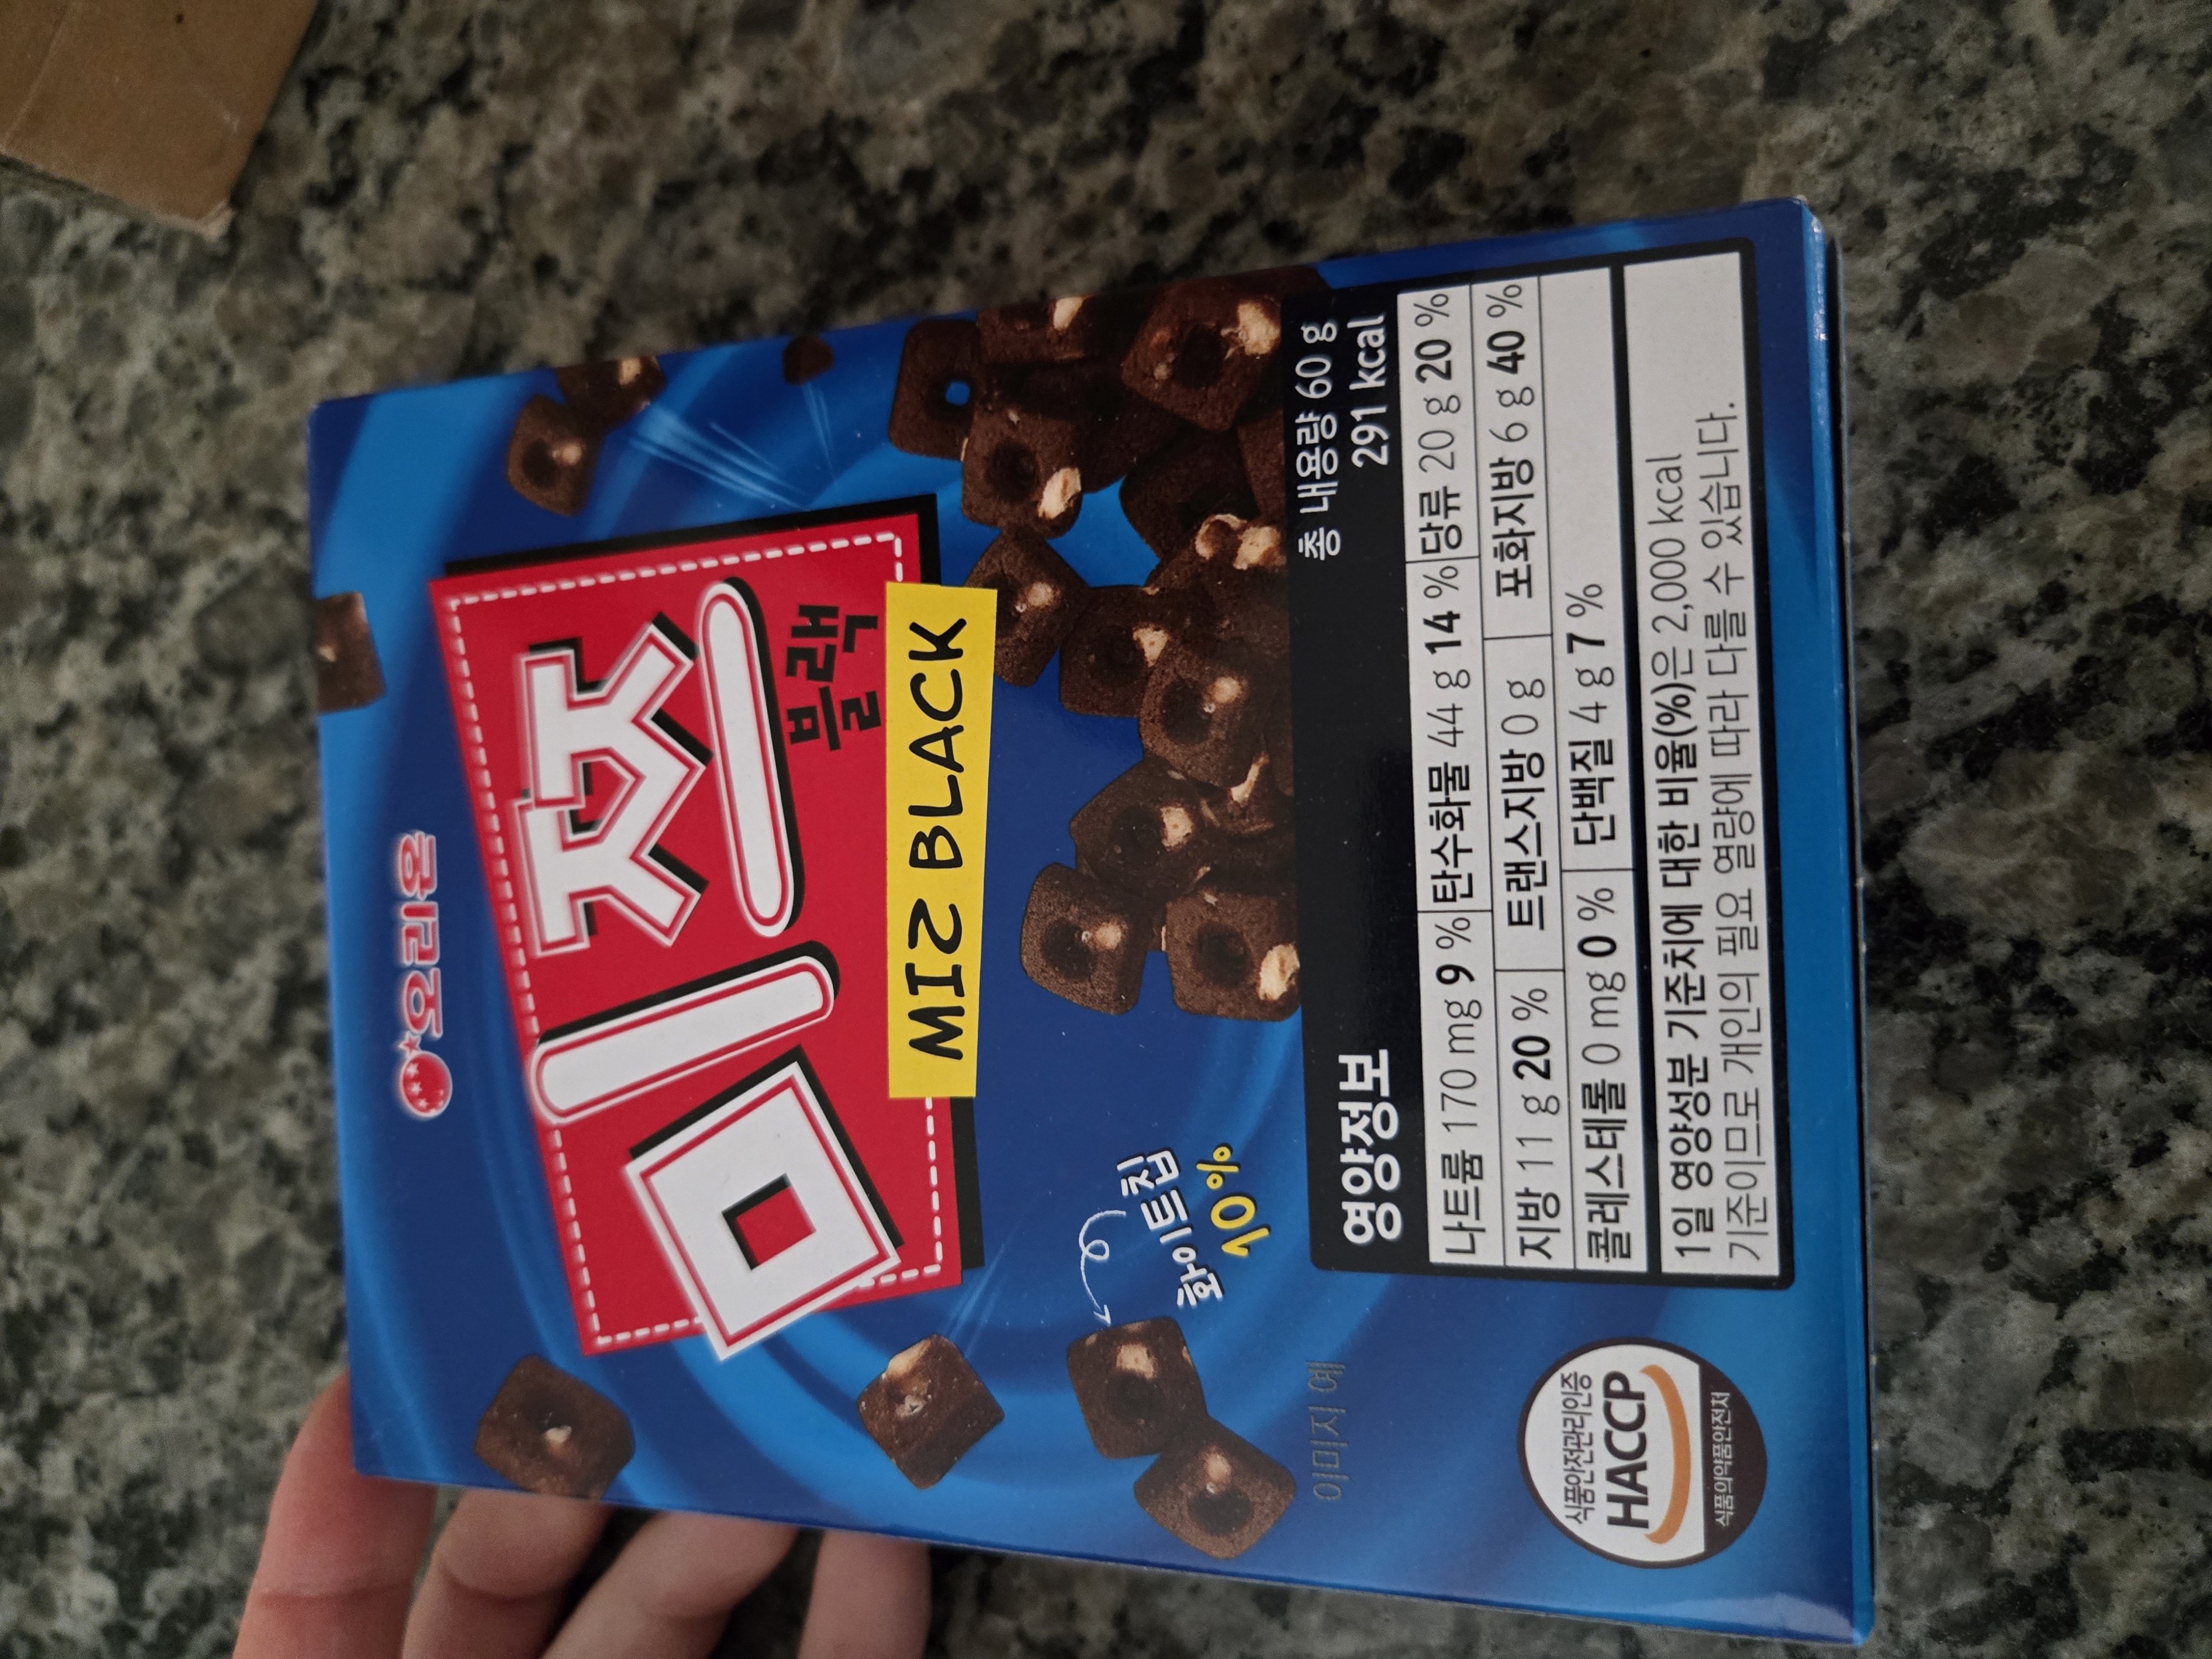 오리온
미쯔
블랙
MIZ BLACK
화이트칩
10%
이미지 예
영양정보
총 내용량 60 g
291 kcal
나트륨 170 mg 9 % 탄수화물 44 g 14 % 당류 20 g 20 %
지방 11 g 20 % 트랜스지방 0 g 포화지방 6 g 40 %
콜레스테롤 0 mg 0 % 단백질 4 g 7 %
1일 영양성분 기준치에 대한 비율(%)은 2,000 kcal
기준이므로 개인의 필요 열량에 따라 다를 수 있습니다.
식품안전관리인증
HACCP
식품의약품안전처